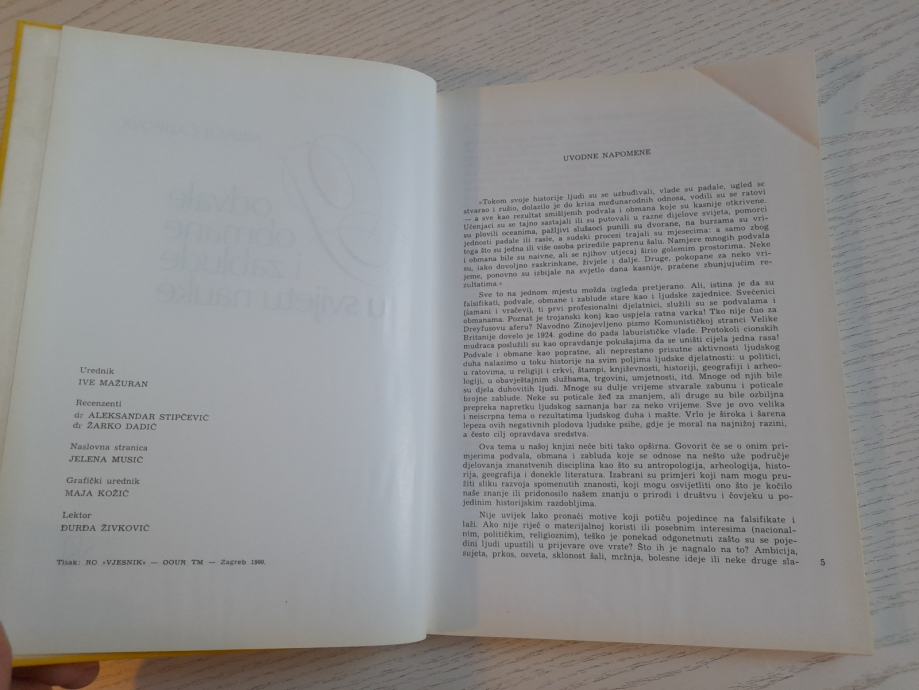 Urednik
IVE MAŽURAN
Recenzenti
dr ALEKSANDAR STIPČEVIĆ
dr ŽARKO DADIĆ
Naslovna stranica
JELENA MUSIĆ
Grafički urednik
MAJA KOŽIĆ
Lektor
ĐURĐA ŽIVKOVIĆ
Tisak: RO »VJESNIK« — OOUR TM — Zagreb 1980.
UVODNE NAPOMENE
»Tokom svoje historije ljudi su se uzbuđivali, vlade su padale, ugled se
stvarao i rušio, dolazilo je do kriza međunarodnih odnosa, vodili su se ratovi
— a sve kao rezultat smišljenih podvala i obmana koje su kasnije otkrivene.
Učenjaci su se tajno sastajali ili su putovali u razne dijelove svijeta, pomorci
su plovili oceanima, pažljivi slušaoci punili su dvorane, na bursama su vri-
jednosti padale ili rasle, a sudski procesi trajali su mjesecima: a samo zbog
toga što su jedna ili više osoba priredile paprenu šalu. Namjere mnogih podvala
i obmana bile su naivne, ali se njihov utjecaj širio golemim prostorima. Neke
su, iako dovoljno raskrinkane, živjele i dalje. Druge, pokopane za neko vri-
jeme, ponovno su izbijale na svjetlo dana kasnije, praćene zbunjujućim re-
zultatima.«
Sve to na jednom mjestu možda izgleda pretjerano. Ali, istina je da su
falsifikati, podvale, obmane i zablude stare kao i ljudske zajednice. Svećenici
(šamani i vračevi), ti prvi profesionalni djelatnici, služili su se podvalama i
obmanama. Poznat je trojanski konj kao uspjela ratna varka! Tko nije čuo za
Dreyfusovu aferu? Navodno Zinovjevljeno pismo Komunističkoj stranci Velike
Britanije dovelo je 1924. godine do pada laburističke vlade. Protokoli cionskih
mudraca poslužili su kao opravdanje pokušajima da se uništi cijela jedna rasa!
Podvale i obmane kao popratne, ali neprestano prisutne aktivnosti ljudskog
duha nalazimo u toku historije na svim poljima ljudske djelatnosti: u politici,
u ratovima, u religiji i crkvi, štampi, književnosti, historiji, geografiji i arheo-
logiji, u obavještajnim službama, trgovini, umjetnosti, itd. Mnoge od njih bile
su djela duhovitih ljudi. Mnoge su dulje vrijeme stvarale zabunu i poticale
brojne zablude. Neke su poticale žeđ za znanjem, ali druge su bile ozbiljna
prepreka napretku ljudskog saznanja bar za neko vrijeme. Sve je ovo velika
i neiscrpna tema o rezultatima ljudskog duha i mašte. Vrlo je široka i šarena
lepeza ovih negativnih plodova ljudske psihe, gdje je moral na najnižoj razini,
a često cilj opravdava sredstva.
Ova tema u našoj knjizi neće biti tako opširna. Govorit će se o onim pri-
mjerima podvala, obmana i zabluda koje se odnose na nešto uže područje
djelovanja znanstvenih disciplina kao što su antropologija, arheologija, histo-
rija, geografija i donekle literatura. Izabrani su primjeri koji nam mogu pru-
žiti sliku razvoja spomenutih znanosti, koji mogu osvijetliti ono što je kočilo
naše znanje ili pridonosilo našem znanju o prirodi i društvu i čovjeku u po-
jedinim historijskim razdobljima.
Nije uvijek lako pronaći motive koji potiču pojedince na falsifikate i
laži. Ako nije riječ o materijalnoj koristi ili posebnim interesima (nacional-
nim, političkim, religioznim), teško je ponekad odgonetnuti zašto su se poje-
dini ljudi upustili u prijevare ove vrste? Što ih je nagnalo na to? Ambicija,
sujeta, prkos, osveta, sklonost šali, mržnja, bolesne ideje ili neke druge sla-
5